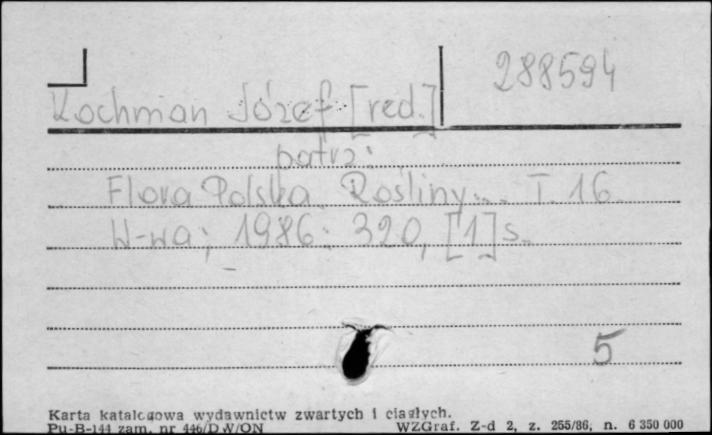 288594
Kochman Józef [red.]
patrz:
Flora Polska. Rośliny... T. 16.
W-wa; 1986: 320, [1] s.
5
Karta katalogowa wydawnictw zwartych i ciągłych.
Pu-B-144 zam. nr 446/D W/ON WZGraf. Z-d 2, z. 255/86, n. 6 350 000